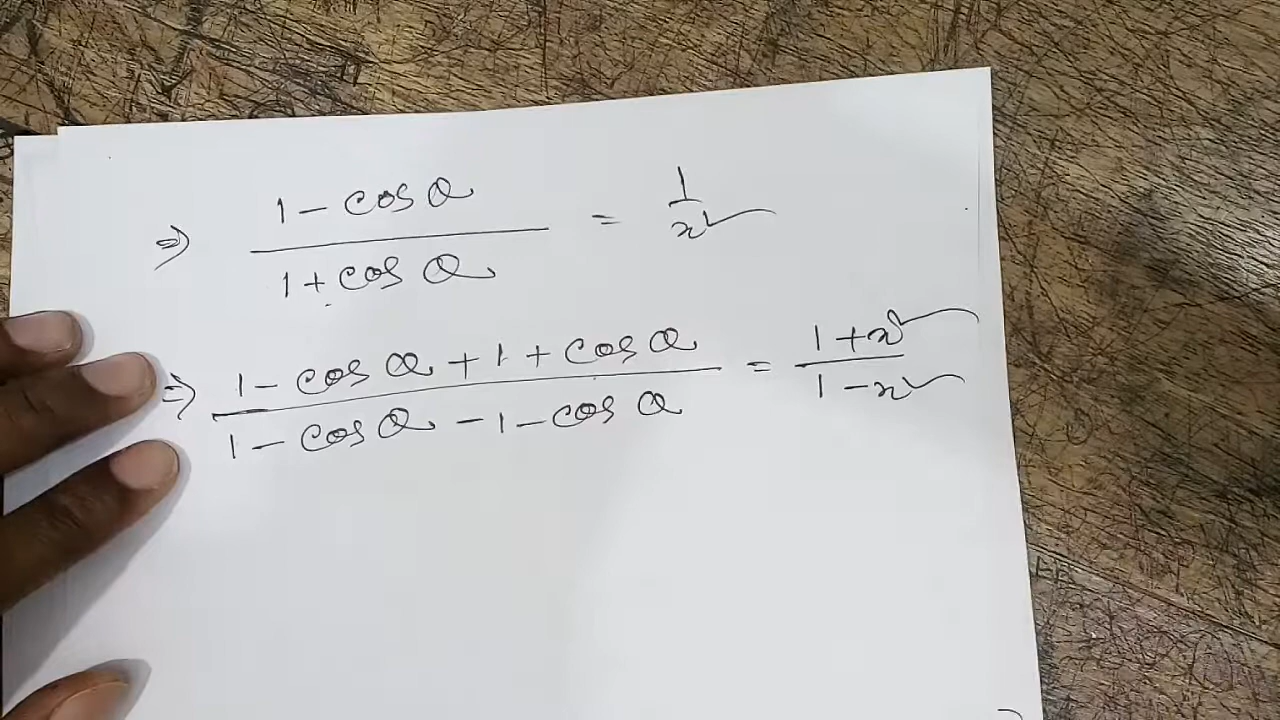 ⇒ (1 - cos θ) / (1 + cos θ) = 1 / x²
⇒ (1 - cos θ + 1 + cos θ) / (1 - cos θ - 1 - cos θ) = (1 + x²) / (1 - x²)